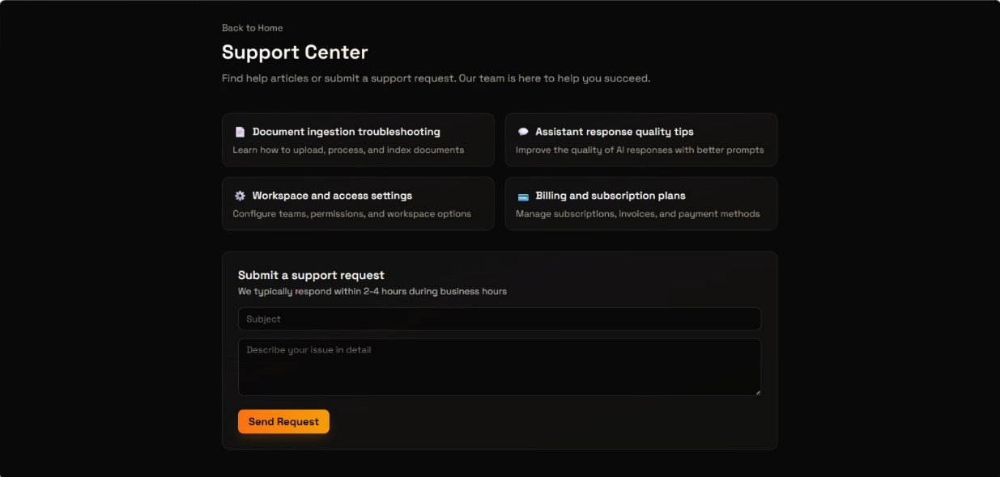 Back to Home
Support Center
Find help articles or submit a support request. Our team is here to help you succeed.
Document ingestion troubleshooting
Learn how to upload, process, and index documents
Assistant response quality tips
Improve the quality of AI responses with better prompts
Workspace and access settings
Configure teams, permissions, and workspace options
Billing and subscription plans
Manage subscriptions, invoices, and payment methods
Submit a support request
We typically respond within 2-4 hours during business hours
Subject
Describe your issue in detail
Send Request